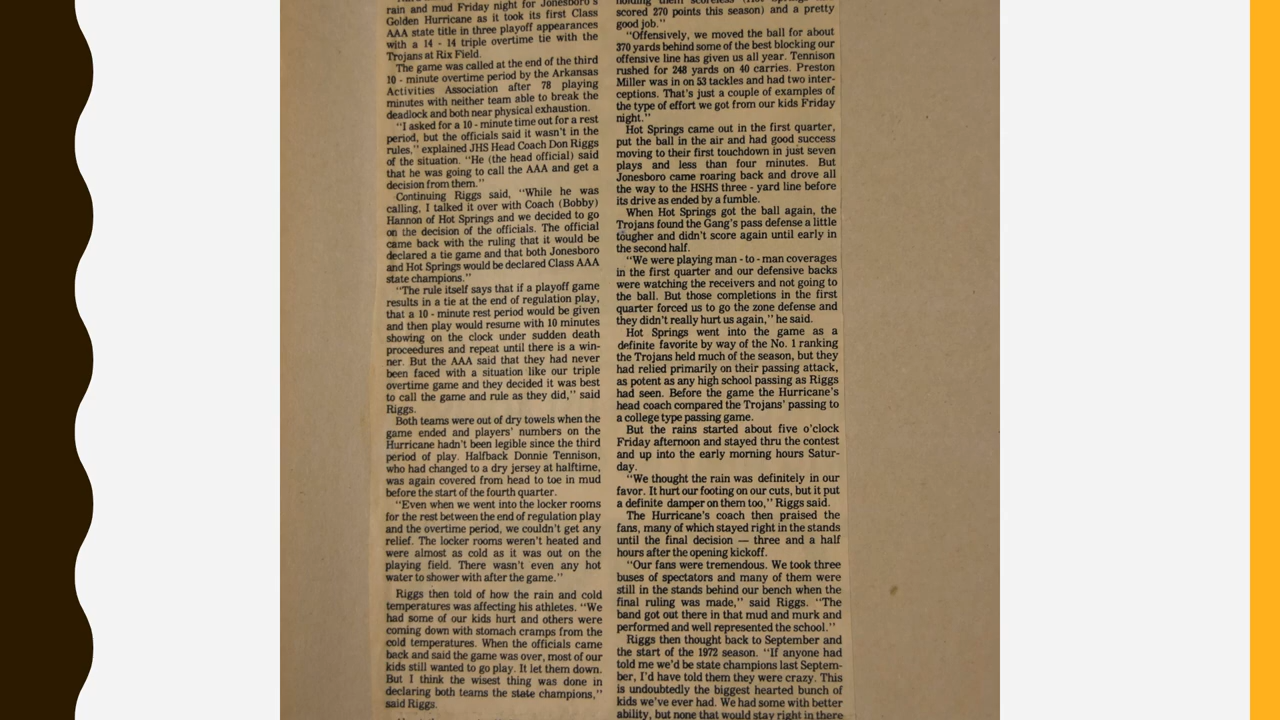 rain and mud Friday night for Jonesboro's
Golden Hurricane as it took its first Class
AAA state title in three playoff appearances
with a 14 - 14 triple overtime tie with the
Trojans at Rix Field.
The game was called at the end of the third
10 - minute overtime period by the Arkansas
Activities Association after 78 playing
minutes with neither team able to break the
deadlock and both near physical exhaustion.
"I asked for a 10 - minute time out for a rest
period, but the officials said it wasn't in the
rules," explained JHS Head Coach Don Riggs
of the situation. "He (the head official) said
that he was going to call the AAA and get a
decision from them."
Continuing Riggs said, "While he was
calling, I talked it over with Coach (Bobby)
Hannon of Hot Springs and we decided to go
on the decision of the officials. The official
came back with the ruling that it would be
declared a tie game and that both Jonesboro
and Hot Springs would be declared Class AAA
state champions."
"The rule itself says that if a playoff game
results in a tie at the end of regulation play,
that a 10 - minute rest period would be given
and then play would resume with 10 minutes
showing on the clock under sudden death
proceedures and repeat until there is a win-
ner. But the AAA said that they had never
been faced with a situation like our triple
overtime game and they decided it was best
to call the game and rule as they did," said
Riggs.
Both teams were out of dry towels when the
game ended and players' numbers on the
Hurricane hadn't been legible since the third
period of play. Halfback Donnie Tennison,
who had changed to a dry jersey at halftime,
was again covered from head to toe in mud
before the start of the fourth quarter.
"Even when we went into the locker rooms
for the rest between the end of regulation play
and the overtime period, we couldn't get any
relief. The locker rooms weren't heated and
were almost as cold as it was out on the
playing field. There wasn't even any hot
water to shower with after the game."
Riggs then told of how the rain and cold
temperatures was affecting his athletes. "We
had some of our kids hurt and others were
coming down with stomach cramps from the
cold temperatures. When the officials came
back and said the game was over, most of our
kids still wanted to go play. It let them down.
But I think the wisest thing was done in
declaring both teams the state champions,"
said Riggs.
scored 270 points this season) and a pretty
good job."
"Offensively, we moved the ball for about
370 yards behind some of the best blocking our
offensive line has given us all year. Tennison
rushed for 248 yards on 40 carries. Preston
Miller was in on 53 tackles and had two inter-
ceptions. That's just a couple of examples of
the type of effort we got from our kids Friday
night."
Hot Springs came out in the first quarter,
put the ball in the air and had good success
moving to their first touchdown in just seven
plays and less than four minutes. But
Jonesboro came roaring back and drove all
the way to the HSHS three - yard line before
its drive as ended by a fumble.
When Hot Springs got the ball again, the
Trojans found the Gang's pass defense a little
tougher and didn't score again until early in
the second half.
"We were playing man - to - man coverages
in the first quarter and our defensive backs
were watching the receivers and not going to
the ball. But those completions in the first
quarter forced us to go the zone defense and
they didn't really hurt us again," he said.
Hot Springs went into the game as a
definite favorite by way of the No. 1 ranking
the Trojans held much of the season, but they
had relied primarily on their passing attack,
as potent as any high school passing as Riggs
had seen. Before the game the Hurricane's
head coach compared the Trojans' passing to
a college type passing game.
But the rains started about five o'clock
Friday afternoon and stayed thru the contest
and up into the early morning hours Satur-
day.
"We thought the rain was definitely in our
favor. It hurt our footing on our cuts, but it put
a definite damper on them too," Riggs said.
The Hurricane's coach then praised the
fans, many of which stayed right in the stands
until the final decision — three and a half
hours after the opening kickoff.
"Our fans were tremendous. We took three
buses of spectators and many of them were
still in the stands behind our bench when the
final ruling was made," said Riggs. "The
band got out there in that mud and murk and
performed and well represented the school."
Riggs then thought back to September and
the start of the 1972 season. "If anyone had
told me we'd be state champions last Septem-
ber, I'd have told them they were crazy. This
is undoubtedly the biggest hearted bunch of
kids we've ever had. We had some with better
ability, but none that would stay right in there